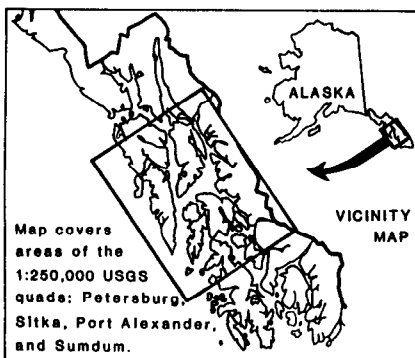 ALASKA
VICINITY
MAP
Map covers
areas of the
1:250,000 USGS
quads: Petersburg,
Sitka, Port Alexander,
and Sumdum.